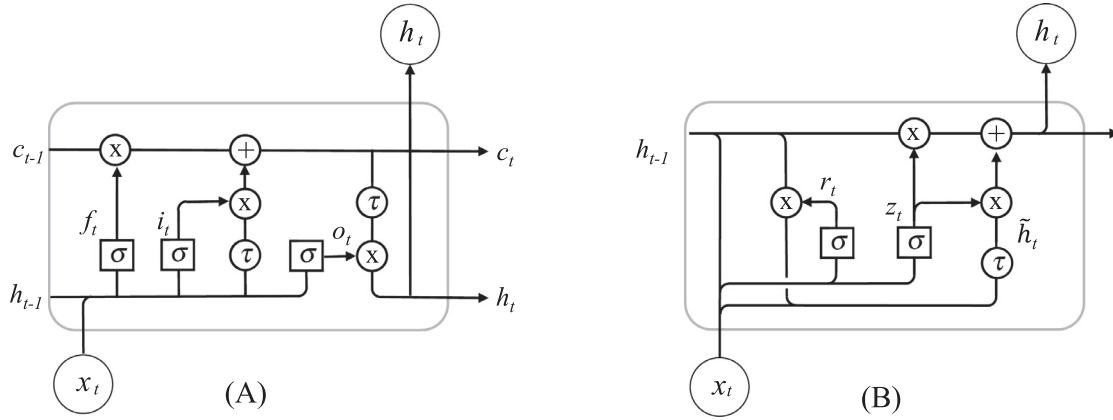 h_t
c_{t-1} x + c_t
x τ
f_t i_t o_t
σ σ τ σ x
h_{t-1} h_t
x_t
(A)
h_t
h_{t-1} x +
x r_t z_t x
σ σ h̃_t
τ
x_t
(B)